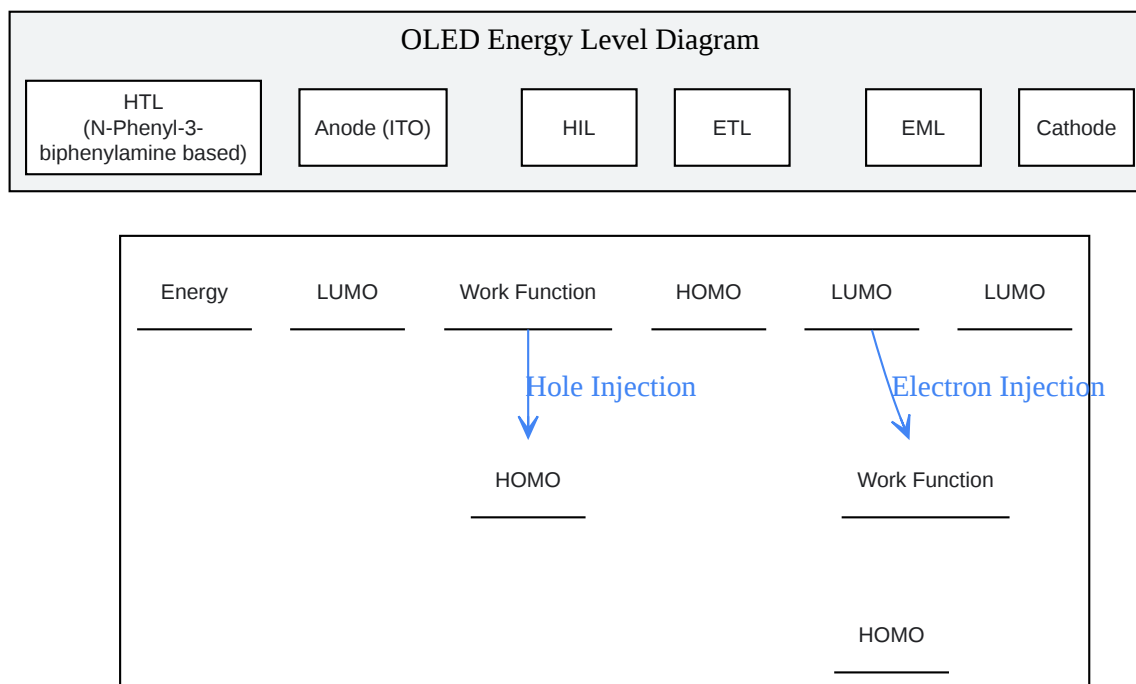 OLED Energy Level Diagram
HTL
(N-Phenyl-3-
biphenylamine based)
Anode (ITO)
HIL
ETL
EML
Cathode
Energy
LUMO
Work Function
HOMO
LUMO
LUMO
Hole Injection
Electron Injection
HOMO
Work Function
HOMO